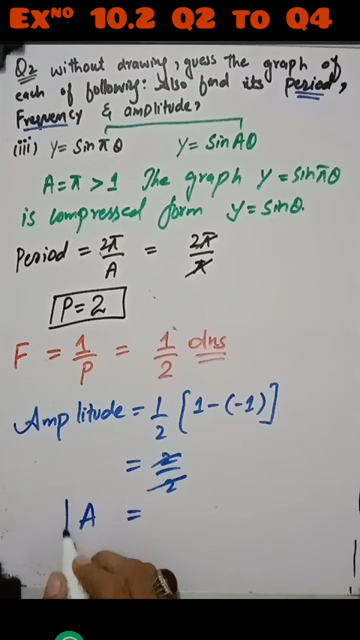 Ex No 10.2 Q2 to Q4
Q2 without drawing, guess the graph of
each of following: Also find its period,
Frequency & amplitude?
(iii) y = Sin πθ   y = Sin Aθ
A = π > 1 The graph y = sin πθ
is compressed form y = Sin θ.
Period = 2π/A = 2π/π
P = 2
F = 1/P = 1/2 Ans
Amplitude = 1/2 [1-(-1)]
= 2/2
A =